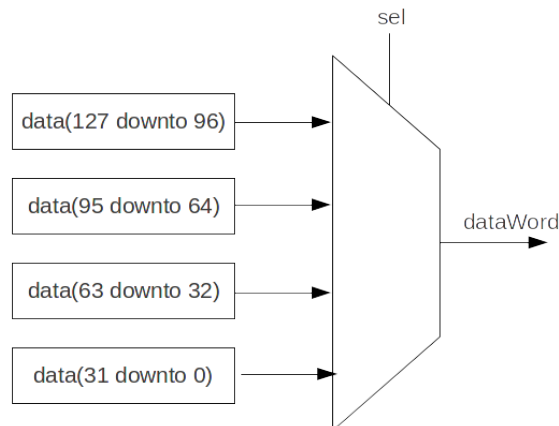 sel
data(127 downto 96)
data(95 downto 64)
dataWord
data(63 downto 32)
data(31 downto 0)